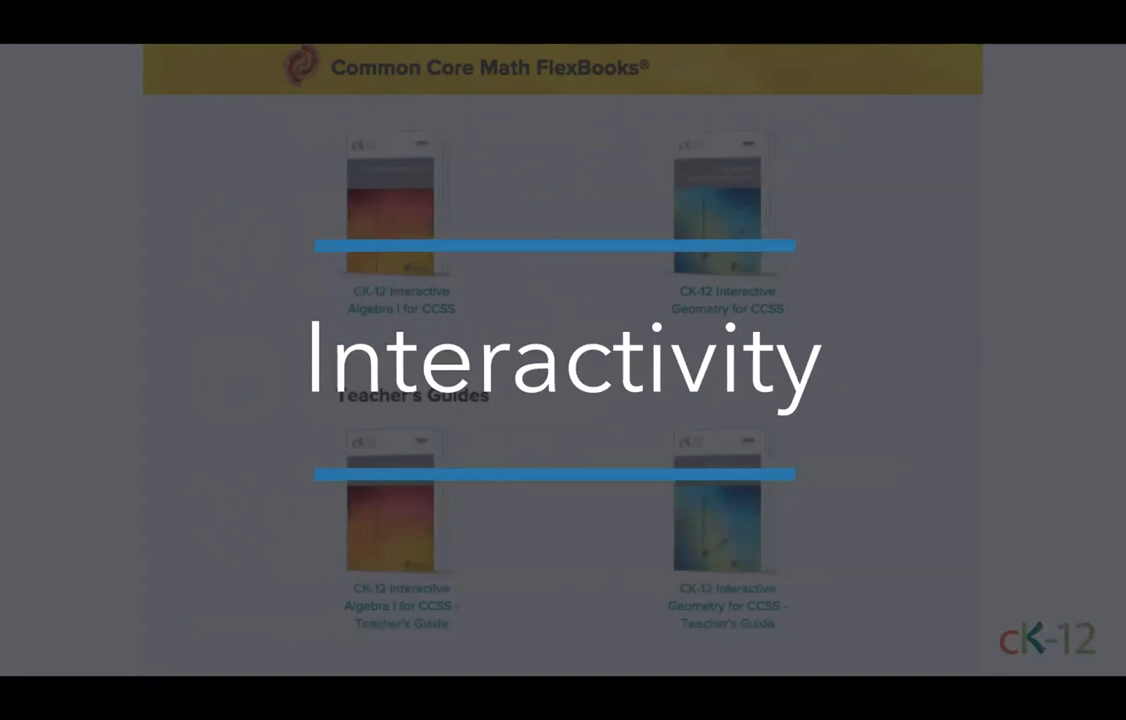 Common Core Math FlexBooks®
CK-12 Interactive
Algebra I for CCSS
CK-12 Interactive
Geometry for CCSS
Interactivity
Teacher's Guides
CK-12 Interactive
Algebra I for CCSS -
Teacher's Guide
CK-12 Interactive
Geometry for CCSS -
Teacher's Guide
cK-12